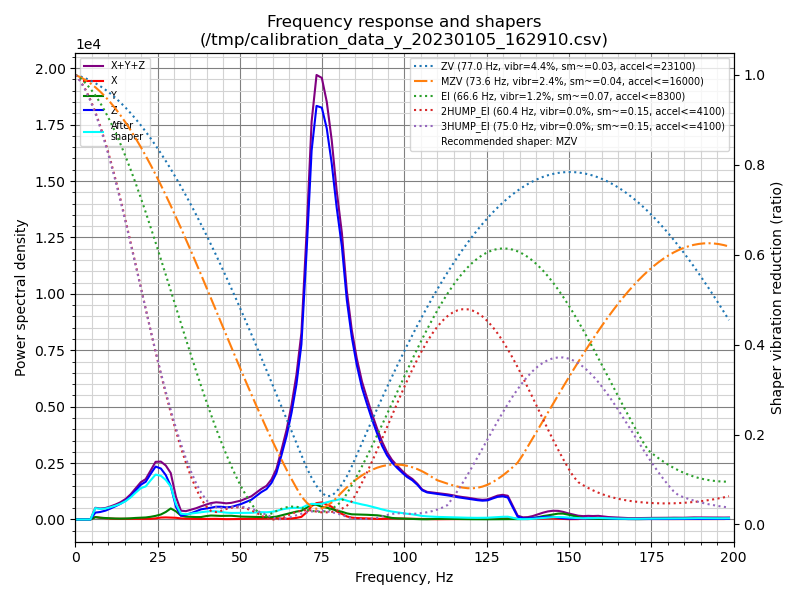 Frequency response and shapers
(/tmp/calibration_data_y_20230105_162910.csv)
1e4
X+Y+Z
X
Y
Z
After
shaper
ZV (77.0 Hz, vibr=4.4%, sm~=0.03, accel<=23100)
MZV (73.6 Hz, vibr=2.4%, sm~=0.04, accel<=16000)
EI (66.6 Hz, vibr=1.2%, sm~=0.07, accel<=8300)
2HUMP_EI (60.4 Hz, vibr=0.0%, sm~=0.15, accel<=4100)
3HUMP_EI (75.0 Hz, vibr=0.0%, sm~=0.15, accel<=4100)
Recommended shaper: MZV
2.00
1.75
1.50
1.25
1.00
0.75
0.50
0.25
0.00
Power spectral density
1.0
0.8
0.6
0.4
0.2
0.0
Shaper vibration reduction (ratio)
0 25 50 75 100 125 150 175 200
Frequency, Hz